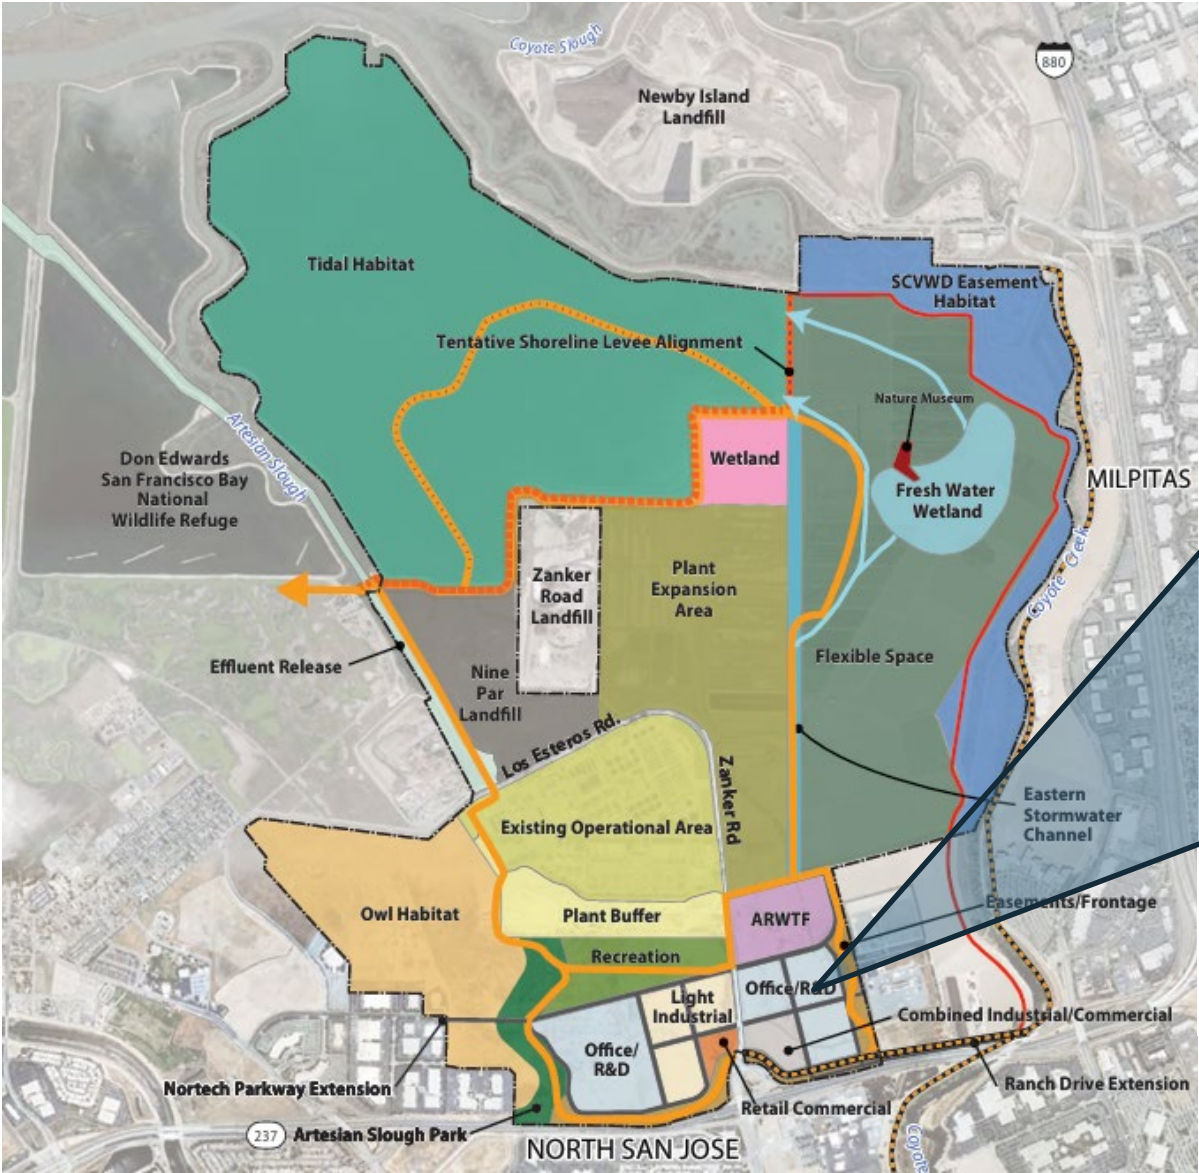 Coyote Slough
880
Newby Island
Landfill
Tidal Habitat
SCVWD Easement
Habitat
Tentative Shoreline Levee Alignment
Nature Museum
Artesian Slough
Don Edwards
San Francisco Bay
National
Wildlife Refuge
Wetland
MILPITAS
Fresh Water
Wetland
Zanker
Road
Landfill
Plant
Expansion
Area
Coyote Creek
Effluent Release
Flexible Space
Nine
Par
Landfill
Los Esteros Rd.
Zanker Rd
Eastern
Stormwater
Channel
Existing Operational Area
Owl Habitat
Plant Buffer
ARWTF
Easements/Frontage
Recreation
Office/R&D
Light
Industrial
Combined Industrial/Commercial
Office/
R&D
Nortech Parkway Extension
Ranch Drive Extension
Retail Commercial
237
Artesian Slough Park
NORTH SAN JOSE
Coyote